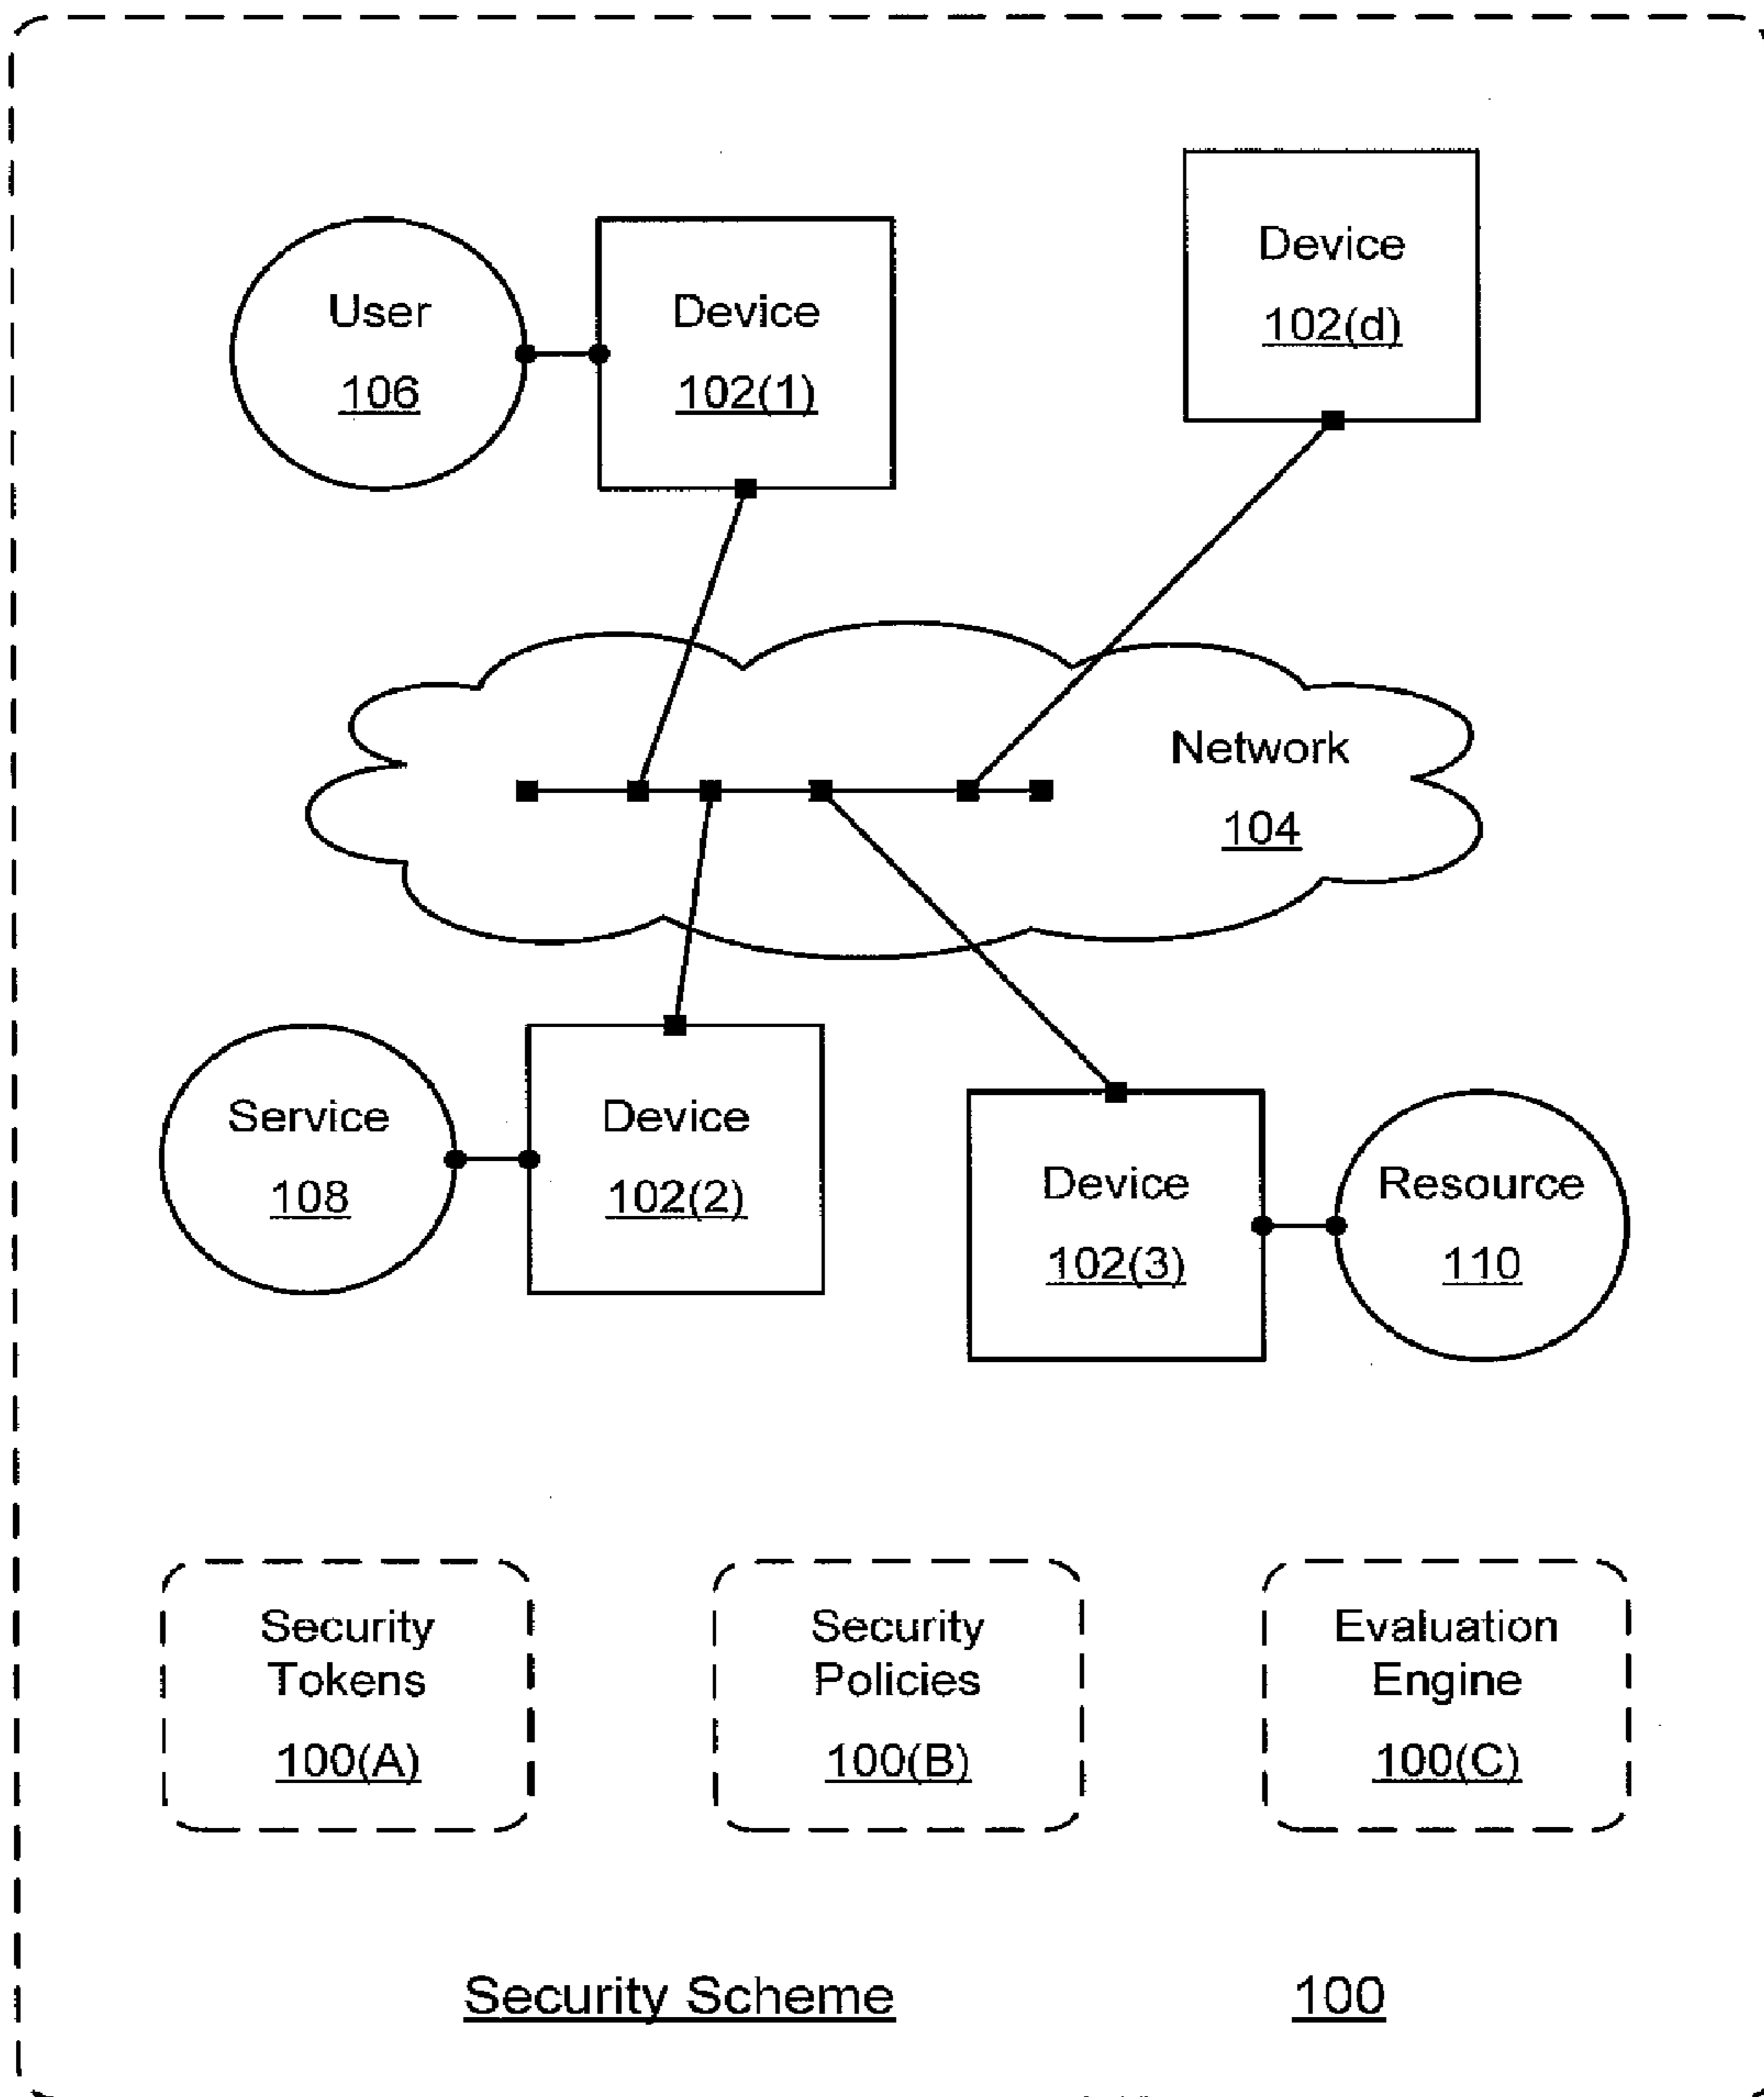 User
106
Device
102(1)
Device
102(d)
Network
104
Service
108
Device
102(2)
Device
102(3)
Resource
110
Security
Tokens
100(A)
Security
Policies
100(B)
Evaluation
Engine
100(C)
Security Scheme
100